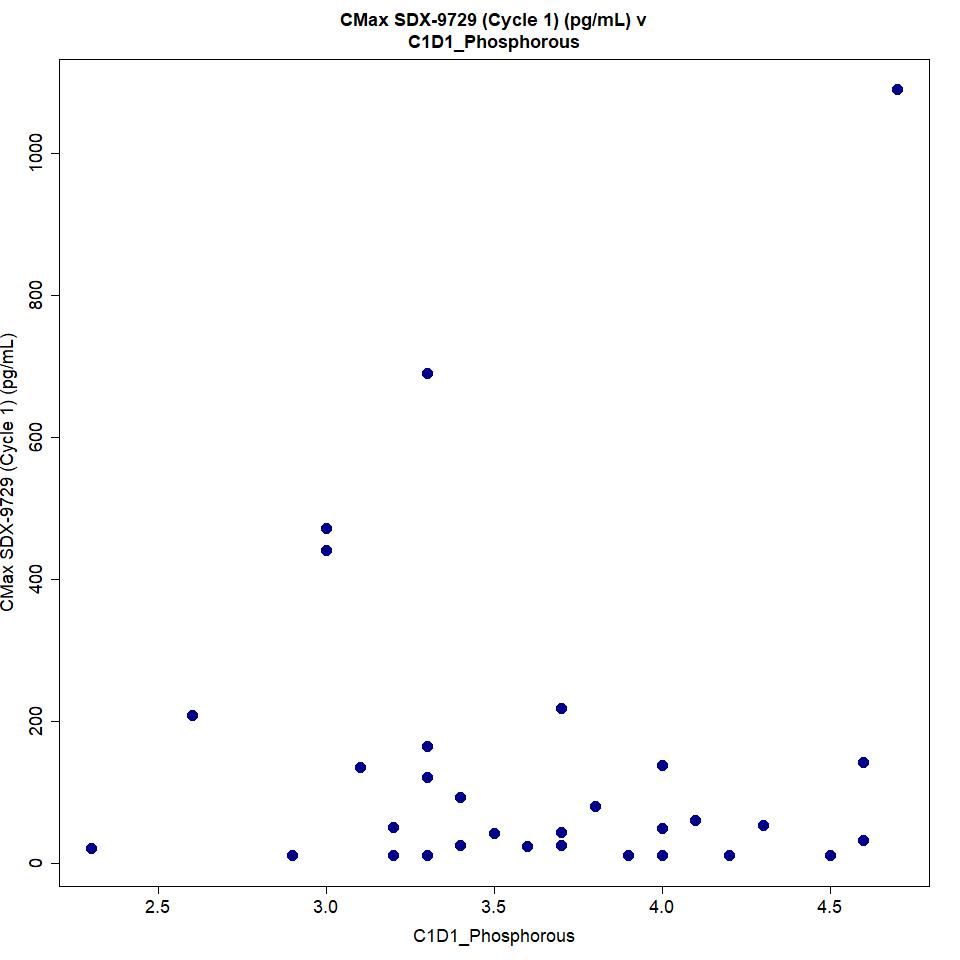 CMax SDX-9729 (Cycle 1) (pg/mL) v
C1D1_Phosphorous
CMax SDX-9729 (Cycle 1) (pg/mL)
1000
800
600
400
200
0
2.5 3.0 3.5 4.0 4.5
C1D1_Phosphorous